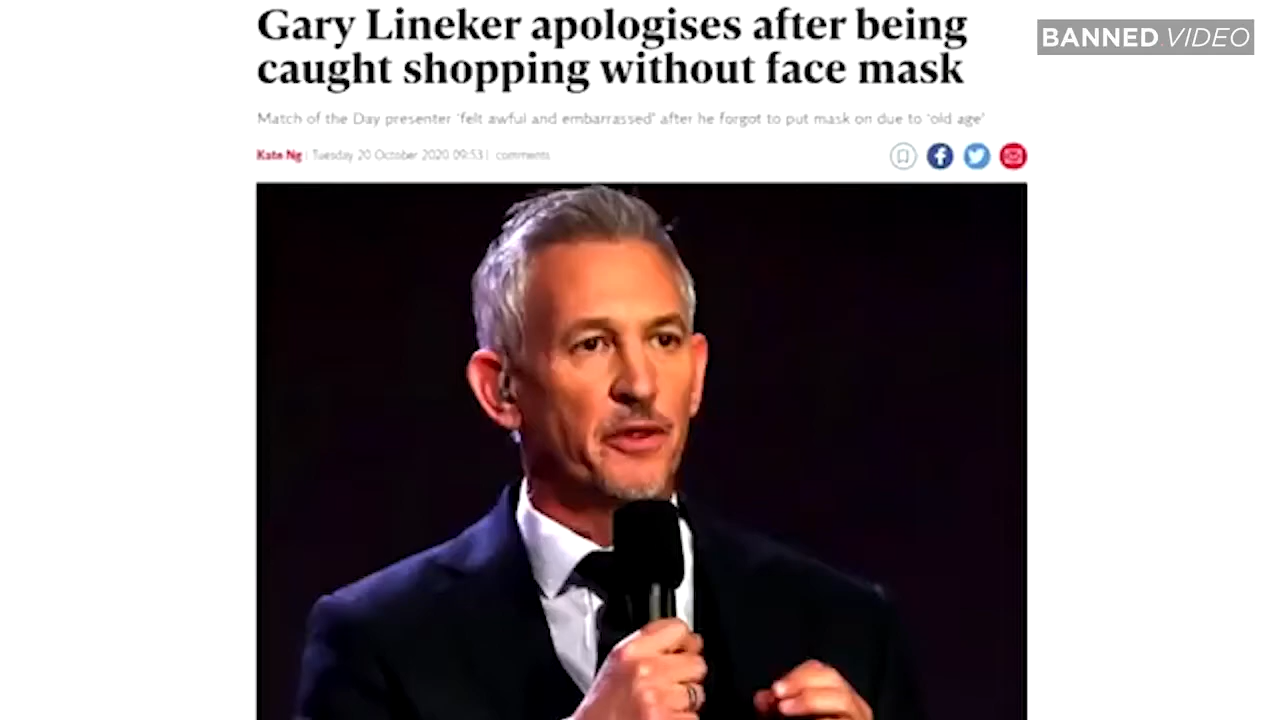 Gary Lineker apologises after being
caught shopping without face mask
BANNED.VIDEO
Match of the Day presenter 'felt awful and embarrassed' after he forgot to put mask on due to 'old age'
Kate Ng | Tuesday 20 October 2020 09:53 | comments